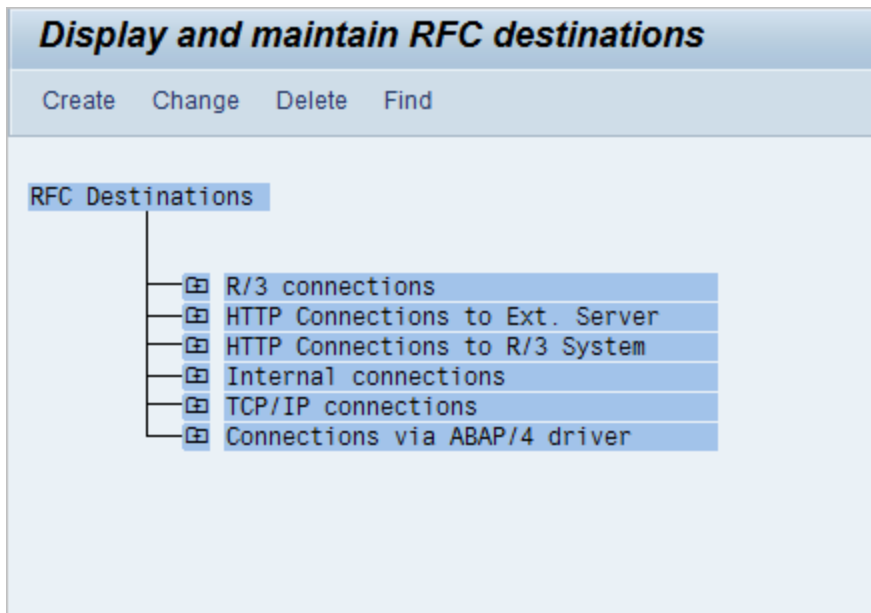 Display and maintain RFC destinations
Create Change Delete Find
RFC Destinations
R/3 connections
HTTP Connections to Ext. Server
HTTP Connections to R/3 System
Internal connections
TCP/IP connections
Connections via ABAP/4 driver